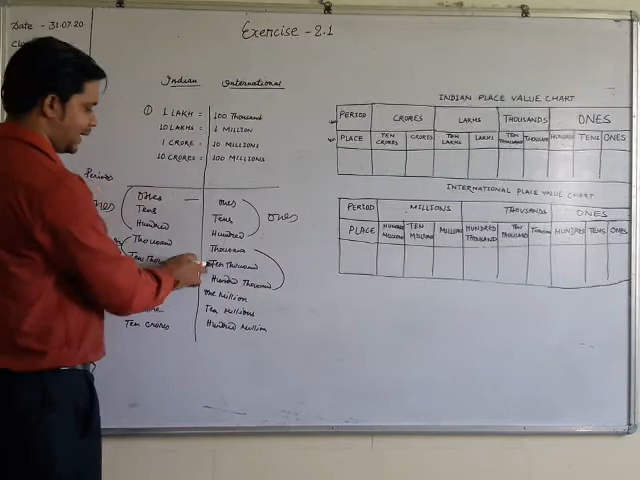 Date - 31.07.20
Exercise - 2.1
Indian International
① 1 LAKH = 100 Thousand
10 LAKHS = 1 MILLION
1 CRORE = 10 MILLIONS
10 CRORES = 100 MILLIONS
Periods
Ones Ones
Tens Tens Ones
Hundred Hundred
Thousand Thousand
Ten Thousand
Hundred Thousand
One Million
Ten Millions
Ten Crores Hundred Million
INDIAN PLACE VALUE CHART
PERIOD CRORES LAKHS THOUSANDS ONES
PLACE TEN CRORES CRORES TEN LAKHS LAKHS TEN THOUSAND THOUSAND HUNDRED TENS ONES
INTERNATIONAL PLACE VALUE CHART
PERIOD MILLIONS THOUSANDS ONES
PLACE HUNDRED MILLIONS TEN MILLIONS MILLION HUNDRED THOUSAND TEN THOUSAND Thousand HUNDRED TENS ONES